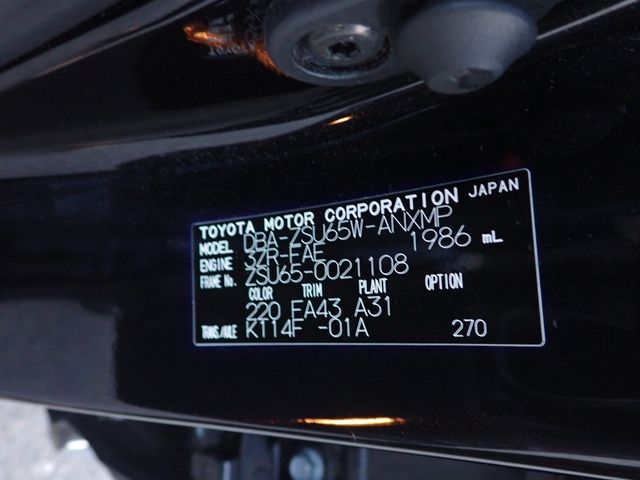 TOYOTA MOTOR CORPORATION JAPAN
MODEL DBA-ZSU65W-ANXMP
ENGINE 3ZR-FAE 1986 mL
FRAME No. ZSU65-0021108
COLOR TRIM PLANT OPTION
220 FA43 A31
TRANS./AXLE K114F -01A 270